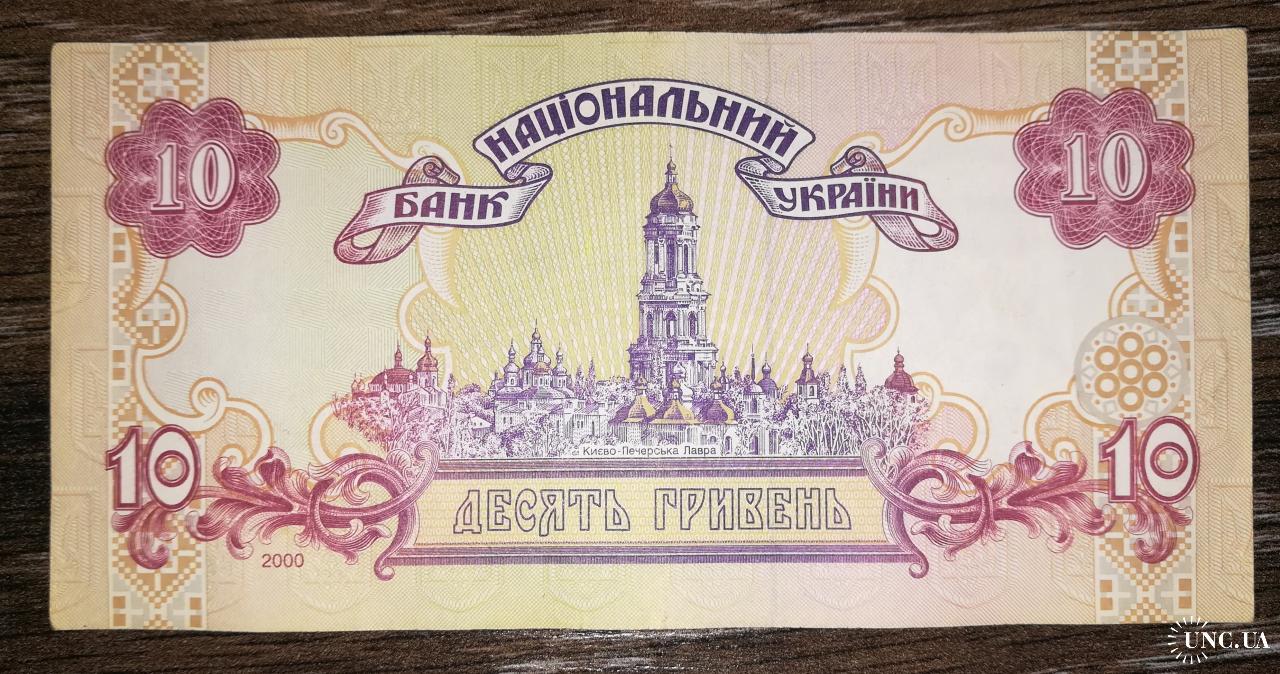 НАЦІОНАЛЬНИЙ
БАНК УКРАЇНИ
10 10
Києво-Печерська Лавра
10 10
ДЕСЯТЬ ГРИВЕНЬ
2000
UNC.UA